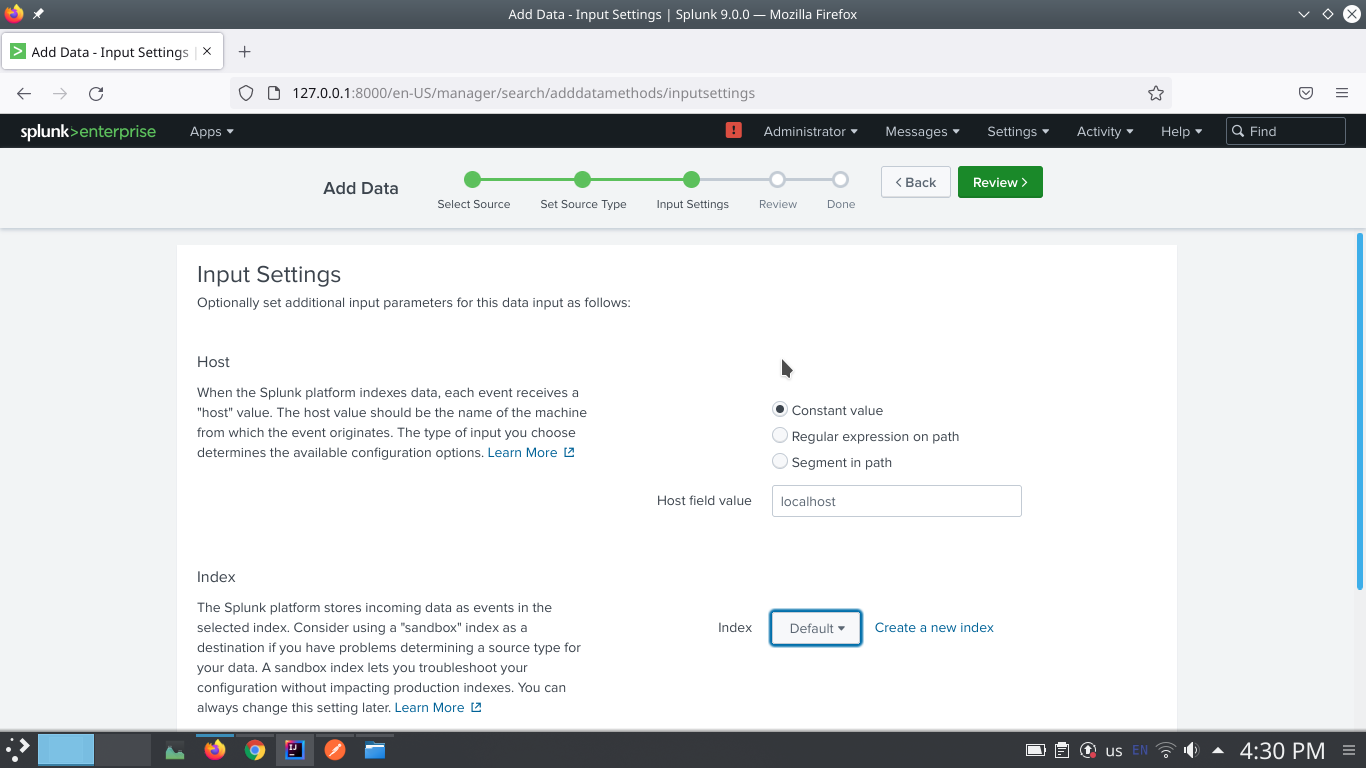 Add Data - Input Settings | Splunk 9.0.0 — Mozilla Firefox
Add Data - Input Settings |
127.0.0.1:8000/en-US/manager/search/adddatamethods/inputsettings
splunk>enterprise Apps Administrator Messages Settings Activity Help Find
Add Data
Select Source Set Source Type Input Settings Review Done
< Back Review >
Input Settings
Optionally set additional input parameters for this data input as follows:
Host
When the Splunk platform indexes data, each event receives a
"host" value. The host value should be the name of the machine
from which the event originates. The type of input you choose
determines the available configuration options. Learn More
Constant value
Regular expression on path
Segment in path
Host field value localhost
Index
The Splunk platform stores incoming data as events in the
selected index. Consider using a "sandbox" index as a
destination if you have problems determining a source type for
your data. A sandbox index lets you troubleshoot your
configuration without impacting production indexes. You can
always change this setting later. Learn More
Index Default Create a new index
us EN 4:30 PM